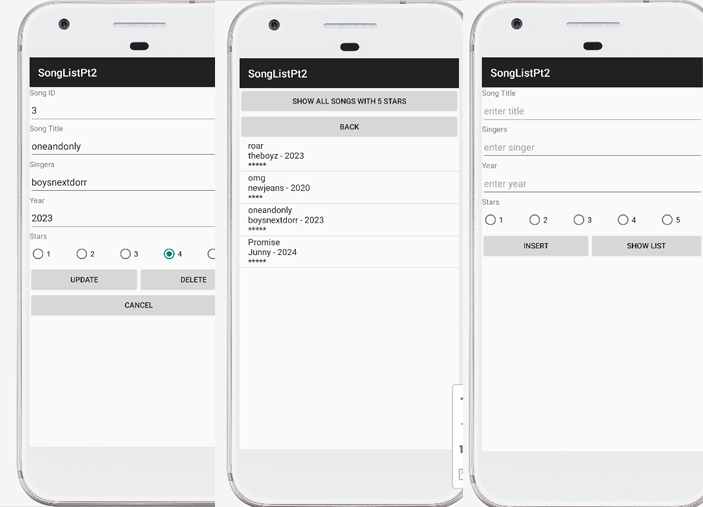 SongListPt2
Song ID
3
Song Title
oneandonly
Singers
boysnextdorr
Year
2023
Stars
1 2 3 4
UPDATE DELETE
CANCEL
SongListPt2
SHOW ALL SONGS WITH 5 STARS
BACK
roar
theboyz - 2023
*****
omg
newjeans - 2020
****
oneandonly
boysnextdorr - 2023
*****
Promise
Junny - 2024
*****
SongListPt2
Song Title
enter title
Singers
enter singer
Year
enter year
Stars
1 2 3 4 5
INSERT SHOW LIST